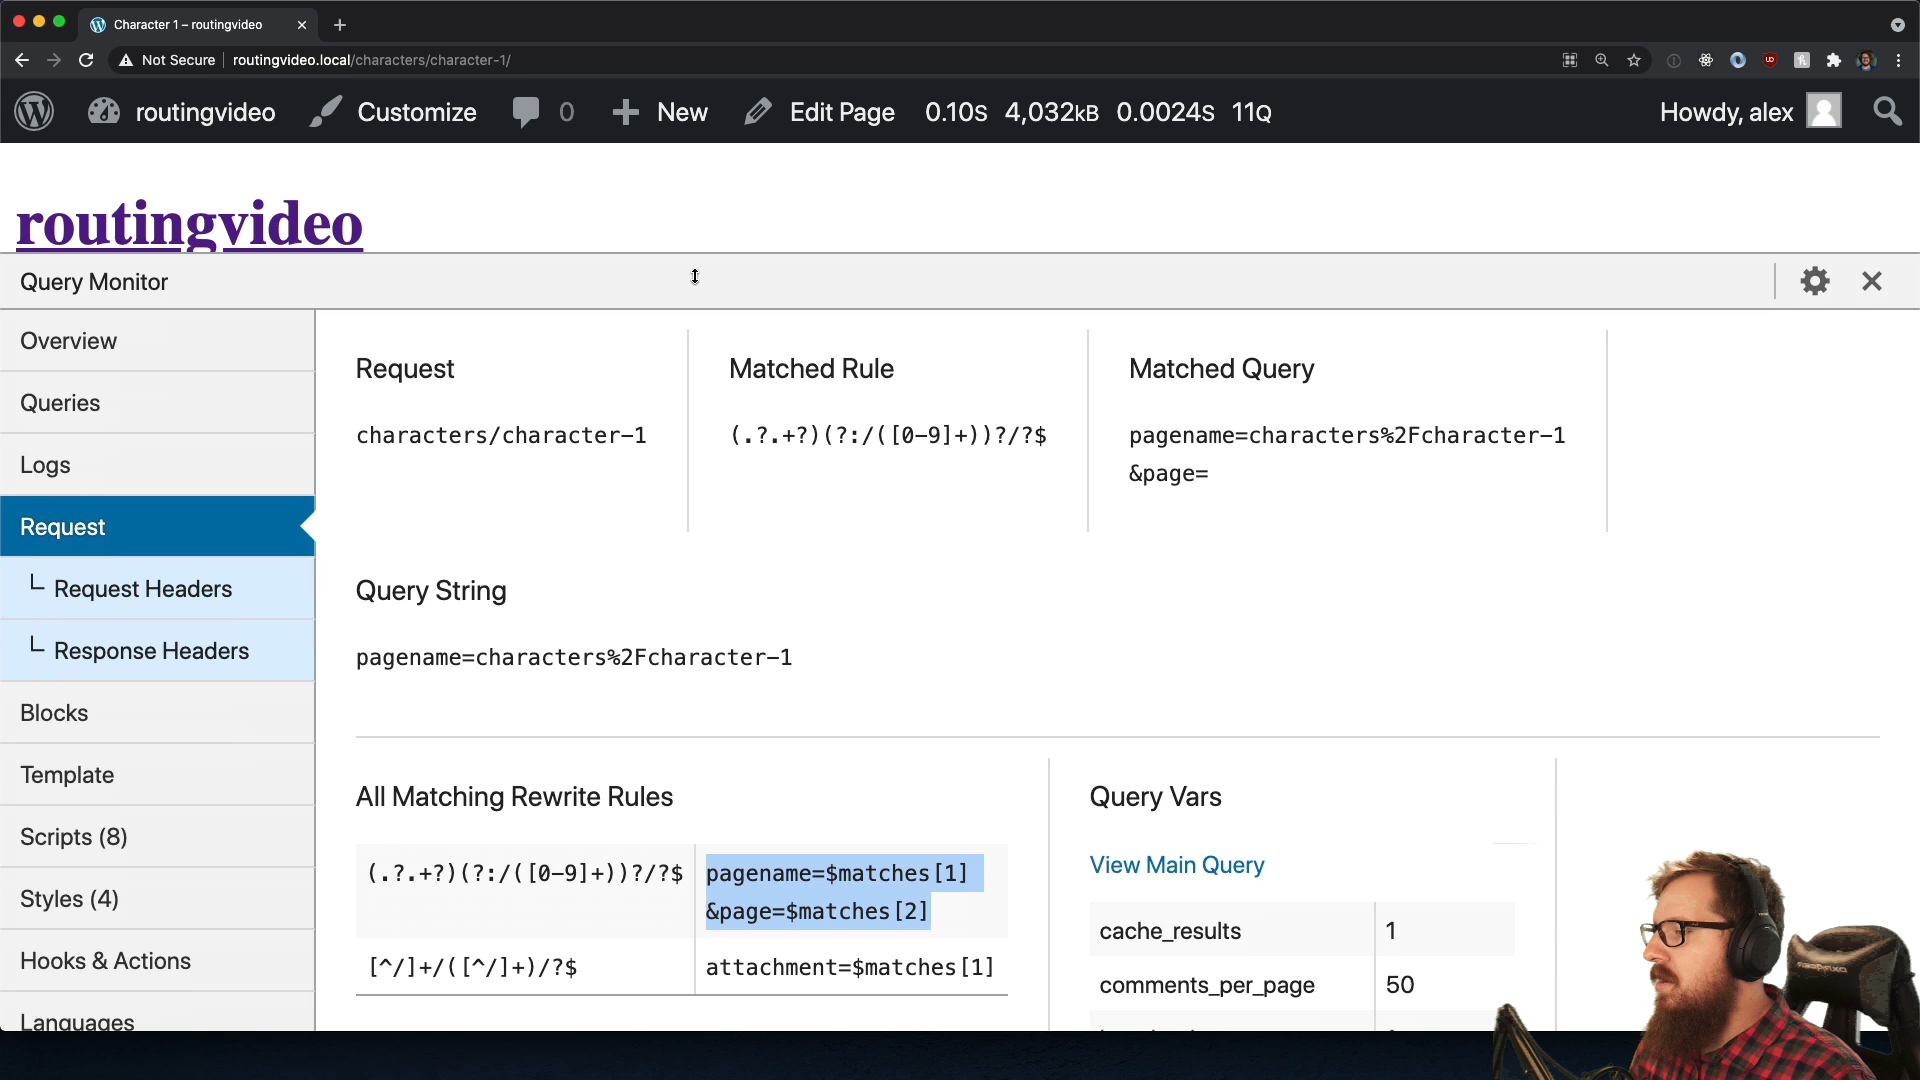 Character 1 – routingvideo
Not Secure
routingvideo.local/characters/character-1/
routingvideo
Customize
0
New
Edit Page
0.10S 4,032KB 0.0024S 11Q
Howdy, alex
routingvideo
Query Monitor
Overview
Queries
Logs
Request
Request Headers
Response Headers
Blocks
Template
Scripts (8)
Styles (4)
Hooks & Actions
Languages
Request
characters/character-1
Matched Rule
(.?.+?)(?:/([0-9]+))?/?$
Matched Query
pagename=characters%2Fcharacter-1
&page=
Query String
pagename=characters%2Fcharacter-1
All Matching Rewrite Rules
(.?.+?)(?:/([0-9]+))?/?$
pagename=$matches[1]
&page=$matches[2]
[^/]+/([^/]+)/?$
attachment=$matches[1]
Query Vars
View Main Query
cache_results 1
comments_per_page 50